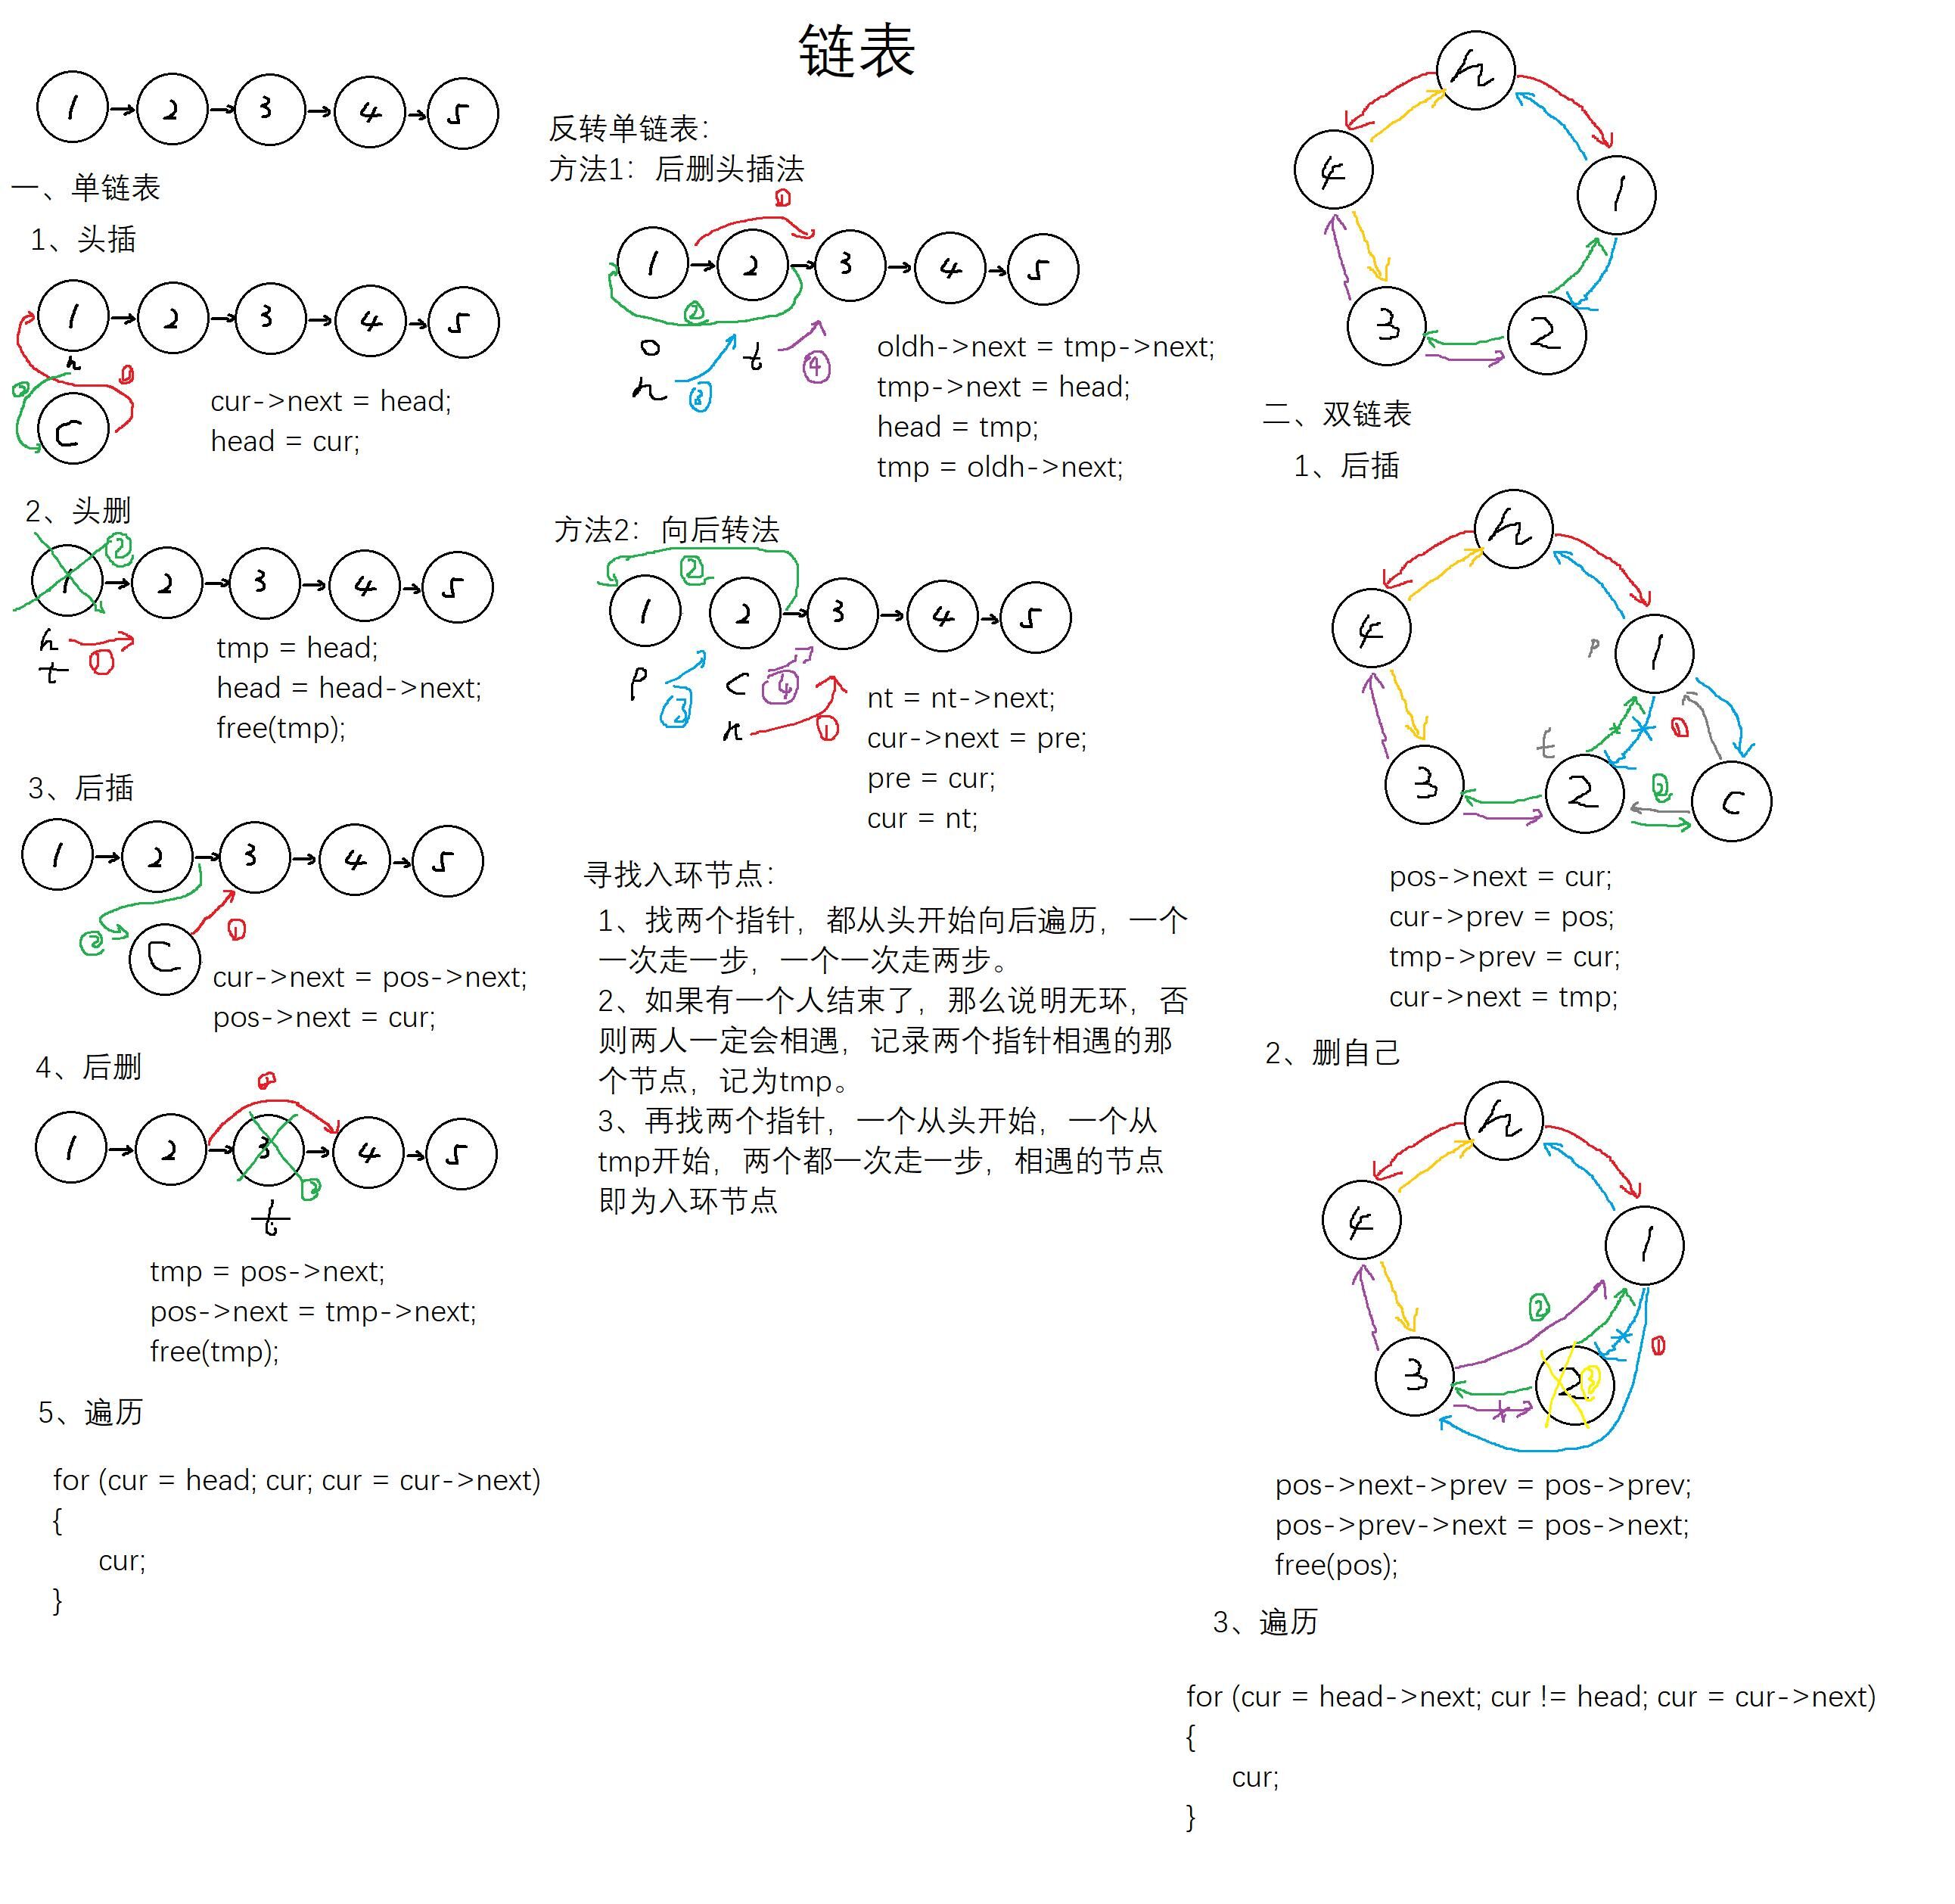 链表
1 2 3 4 5
一、单链表
1、头插
1 2 3 4 5
h
① ②
C
cur->next = head;
head = cur;
2、头删
②
1 2 3 4 5
h
t
①
tmp = head;
head = head->next;
free(tmp);
3、后插
1 2 3 4 5
② ①
C
cur->next = pos->next;
pos->next = cur;
4、后删
1 2 3 4 5
②
t
tmp = pos->next;
pos->next = tmp->next;
free(tmp);
5、遍历
for (cur = head; cur; cur = cur->next)
{
cur;
}
反转单链表：
方法1：后删头插法
①
1 2 3 4 5
②
o
h
t
③ ④
oldh->next = tmp->next;
tmp->next = head;
head = tmp;
tmp = oldh->next;
方法2：向后转法
②
1 2 3 4 5
P C
③ ④
n ①
nt = nt->next;
cur->next = pre;
pre = cur;
cur = nt;
寻找入环节点：
1、找两个指针，都从头开始向后遍历，一个
一次走一步，一个一次走两步。
2、如果有一个人结束了，那么说明无环，否
则两人一定会相遇，记录两个指针相遇的那
个节点，记为tmp。
3、再找两个指针，一个从头开始，一个从
tmp开始，两个都一次走一步，相遇的节点
即为入环节点
h
4 1
3 2
二、双链表
1、后插
h
4 P 1
t ①
3 2 ② C
pos->next = cur;
cur->prev = pos;
tmp->prev = cur;
cur->next = tmp;
2、删自己
h
4 1
② ①
3 2 ③
pos->next->prev = pos->prev;
pos->prev->next = pos->next;
free(pos);
3、遍历
for (cur = head->next; cur != head; cur = cur->next)
{
cur;
}